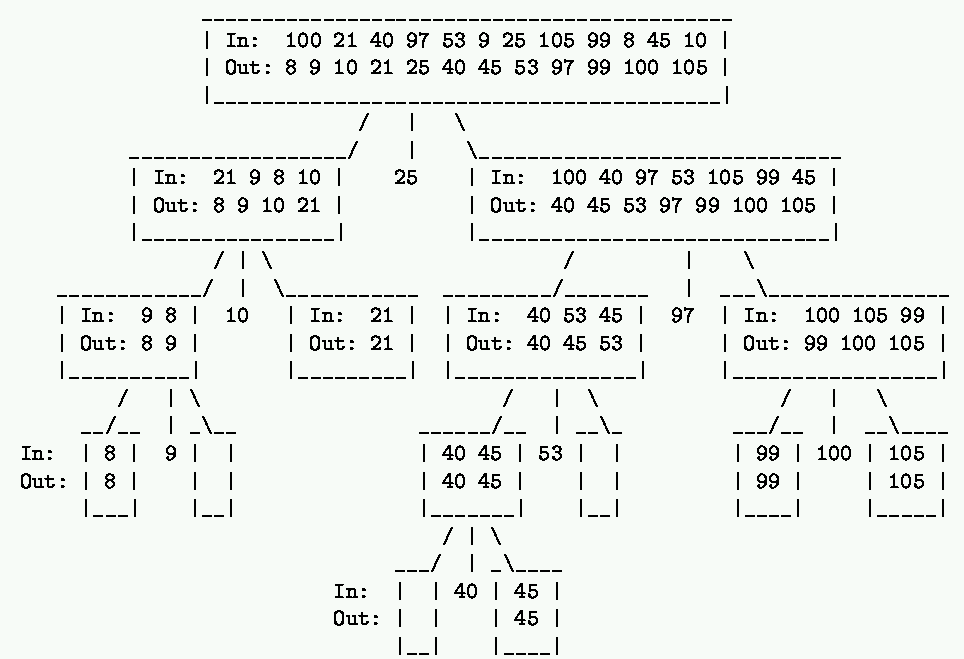 In: 100 21 40 97 53 9 25 105 99 8 45 10
Out: 8 9 10 21 25 40 45 53 97 99 100 105
In: 21 9 8 10 25 In: 100 40 97 53 105 99 45
Out: 8 9 10 21 Out: 40 45 53 97 99 100 105
In: 9 8 10 In: 21 In: 40 53 45 97 In: 100 105 99
Out: 8 9 Out: 21 Out: 40 45 53 Out: 99 100 105
In: 8 9 40 45 53 99 100 105
Out: 8 40 45 99 105
In: 40 45
Out: 45